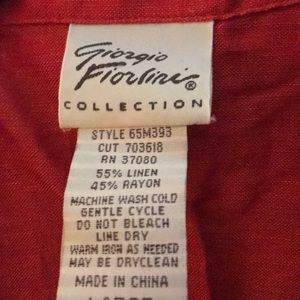 Giorgio
Fiorlini®
COLLECTION
STYLE 65M393
CUT 703618
RN 37080
55% LINEN
45% RAYON
MACHINE WASH COLD
GENTLE CYCLE
DO NOT BLEACH
LINE DRY
WARM IRON AS NEEDED
MAY BE DRYCLEAN
MADE IN CHINA
LARGE